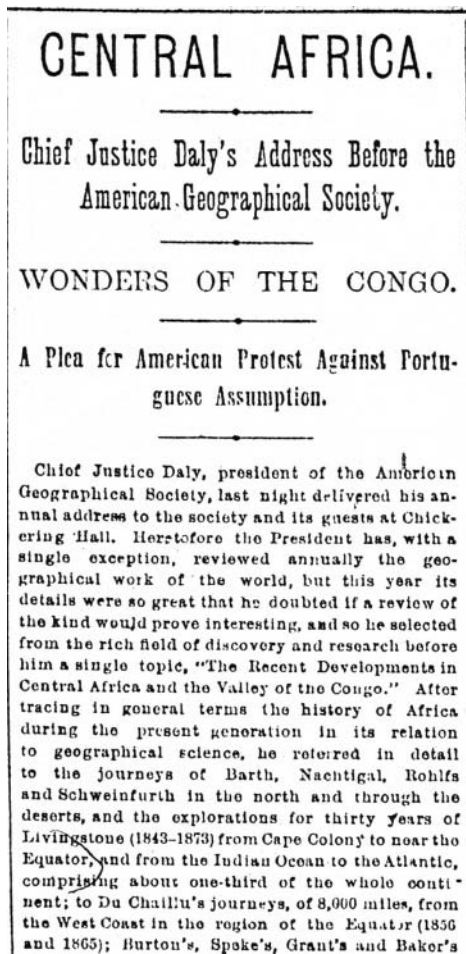 CENTRAL AFRICA.
Chief Justice Daly's Address Before the
American Geographical Society.
WONDERS OF THE CONGO.
A Plea for American Protest Against Portu-
guese Assumption.
Chief Justice Daly, president of the American
Geographical Society, last night delivered his an-
nual address to the society and its guests at Chick-
ering Hall. Heretofore the President has, with a
single exception, reviewed annually the geo-
graphical work of the world, but this year its
details were so great that he doubted if a review of
the kind would prove interesting, and so he selected
from the rich field of discovery and research before
him a single topic, "The Recent Developments in
Central Africa and the Valley of the Congo." After
tracing in general terms the history of Africa
during the present generation in its relation
to geographical science, he referred in detail
to the journeys of Barth, Nachtigal, Rohlfs
and Schweinfurth in the north and through the
deserts, and the explorations for thirty years of
Livingstone (1843-1873) from Cape Colony to near the
Equator, and from the Indian Ocean to the Atlantic,
comprising about one-third of the whole conti-
nent; to Du Chaillu's journeys, of 8,000 miles, from
the West Coast in the region of the Equator (1856
and 1865); Burton's, Speke's, Grant's and Baker's